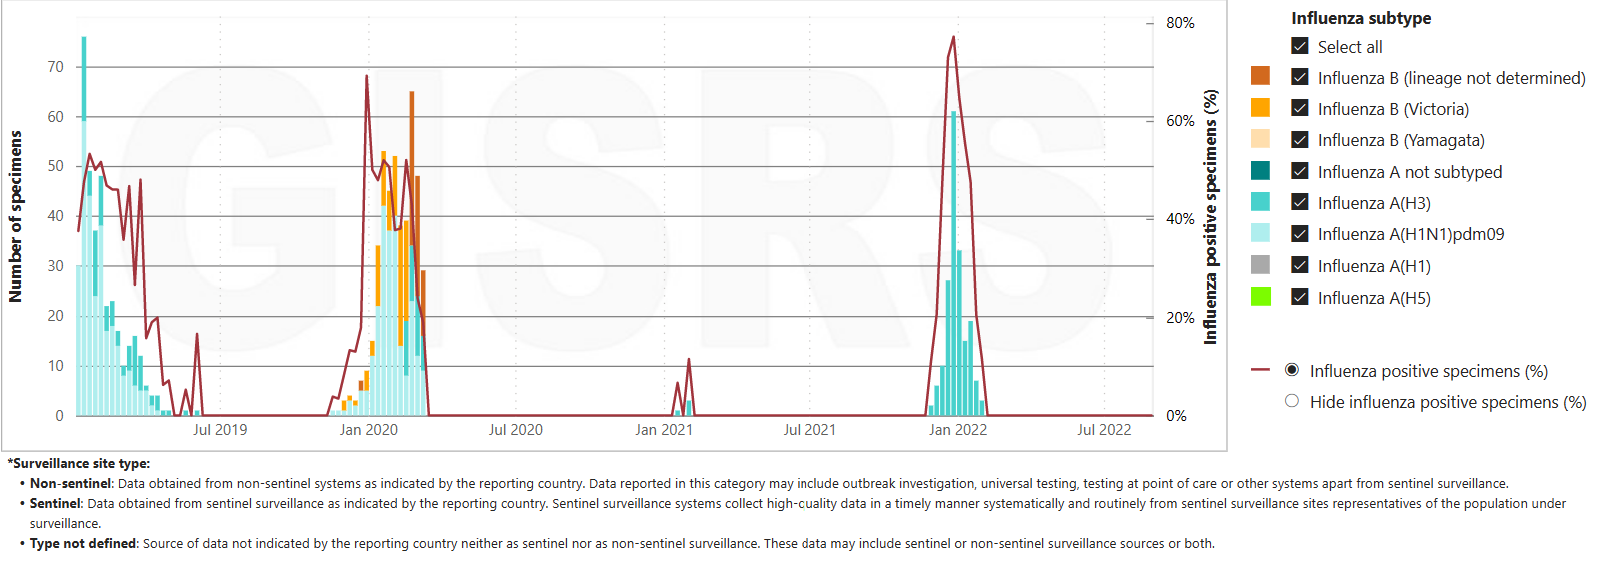 GISRS
Number of specimens
70
60
50
40
30
20
10
0
80%
60%
40%
20%
0%
Influenza positive specimens (%)
Jul 2019
Jan 2020
Jul 2020
Jan 2021
Jul 2021
Jan 2022
Jul 2022
Influenza subtype
Select all
Influenza B (lineage not determined)
Influenza B (Victoria)
Influenza B (Yamagata)
Influenza A not subtyped
Influenza A(H3)
Influenza A(H1N1)pdm09
Influenza A(H1)
Influenza A(H5)
Influenza positive specimens (%)
Hide influenza positive specimens (%)
*Surveillance site type:
• Non-sentinel: Data obtained from non-sentinel systems as indicated by the reporting country. Data reported in this category may include outbreak investigation, universal testing, testing at point of care or other systems apart from sentinel surveillance.
• Sentinel: Data obtained from sentinel surveillance as indicated by the reporting country. Sentinel surveillance systems collect high-cuality data in a timely manner systematically and routinely from sentinel surveillance sites representatives of the population under
surveillance.
• Type not defined: Source of data not indicated by the reporting country neither as sentinel nor as non-sentinel surveillance. These data may include sentinel or non-sentinel surveillance sources or both.